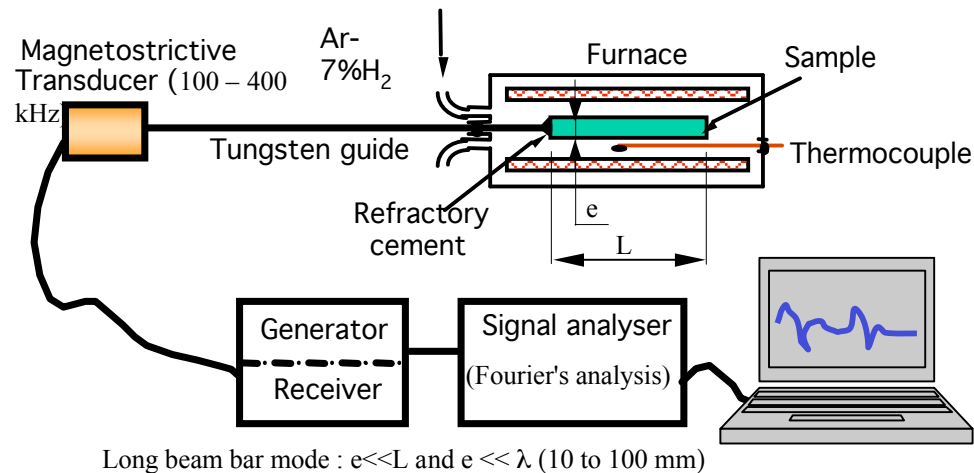 Magnetostrictive
Transducer (100 – 400
kHz)
Ar-
7%H₂
Furnace
Sample
Tungsten guide
Thermocouple
Refractory
cement
e
L
Generator
Receiver
Signal analyser
(Fourier's analysis)
Long beam bar mode : e<<L and e << λ (10 to 100 mm)